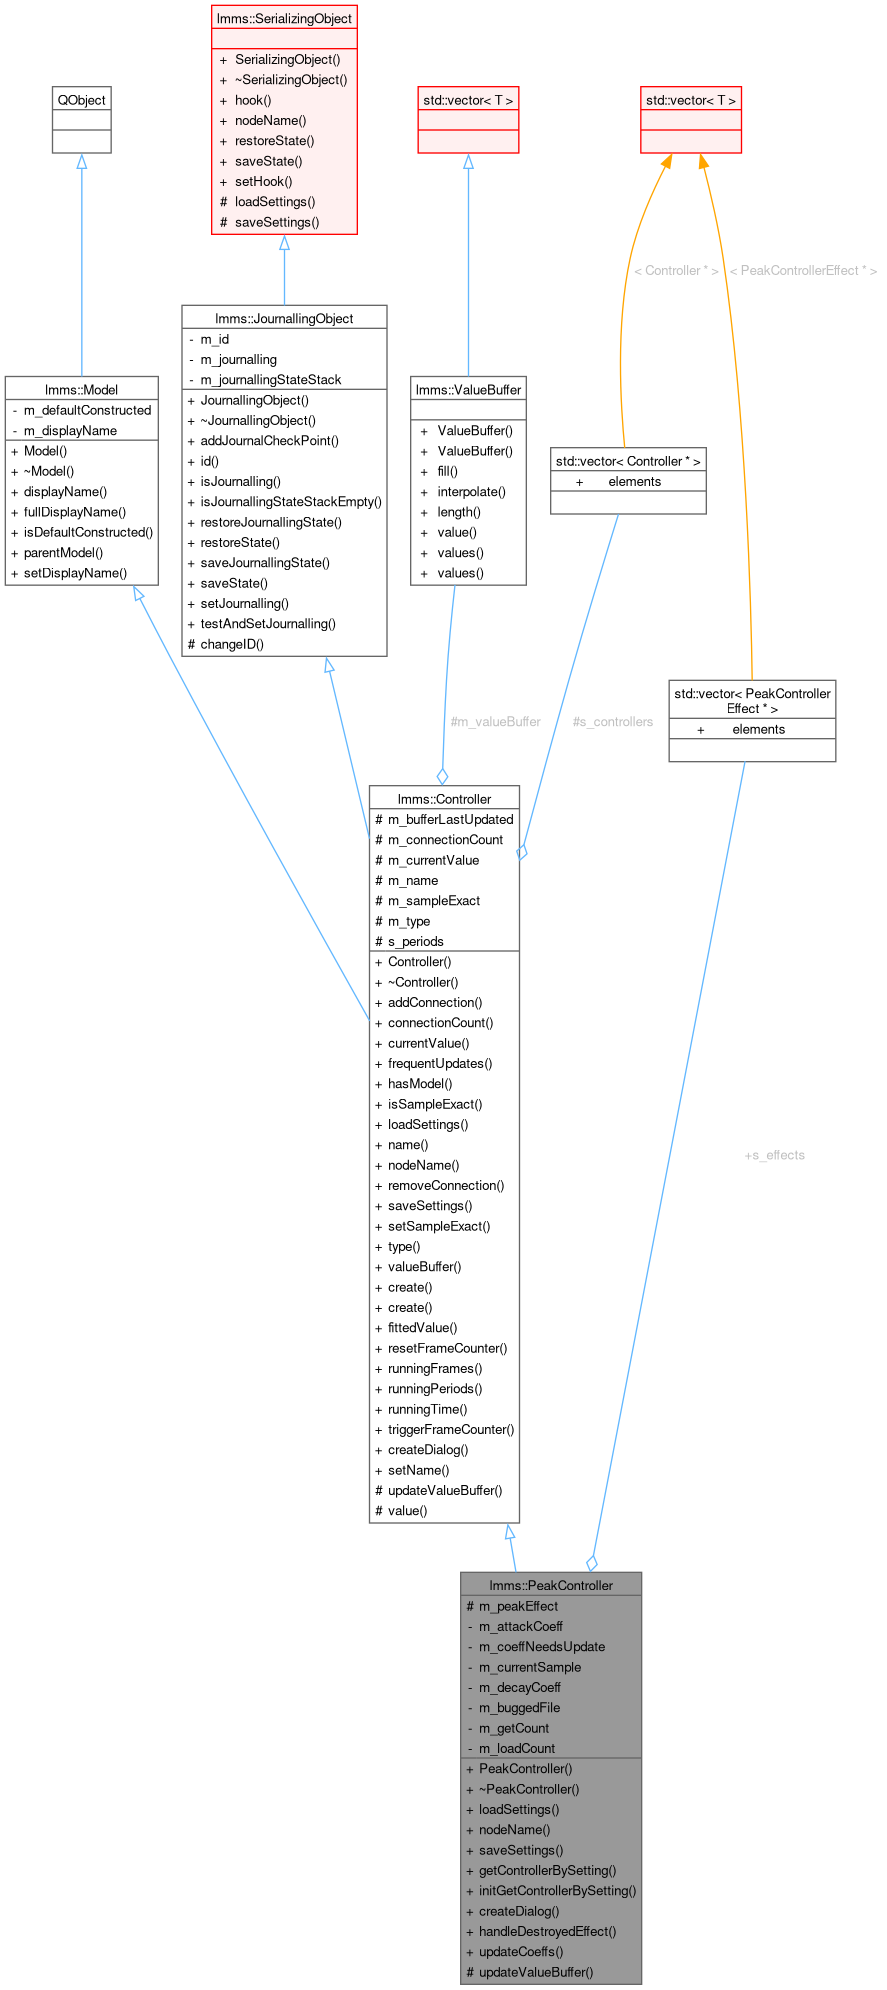 lmms::SerializingObject
+ SerializingObject()
+ ~SerializingObject()
+ hook()
+ nodeName()
+ restoreState()
+ saveState()
+ setHook()
# loadSettings()
# saveSettings()
QObject
std::vector< T >
std::vector< T >
< Controller * >
< PeakControllerEffect * >
lmms::JournallingObject
- m_id
- m_journalling
- m_journallingStateStack
+ JournallingObject()
+ ~JournallingObject()
+ addJournalCheckPoint()
+ id()
+ isJournalling()
+ isJournallingStateStackEmpty()
+ restoreJournallingState()
+ restoreState()
+ saveJournallingState()
+ saveState()
+ setJournalling()
+ testAndSetJournalling()
# changeID()
lmms::Model
- m_defaultConstructed
- m_displayName
+ Model()
+ ~Model()
+ displayName()
+ fullDisplayName()
+ isDefaultConstructed()
+ parentModel()
+ setDisplayName()
lmms::ValueBuffer
+ ValueBuffer()
+ ValueBuffer()
+ fill()
+ interpolate()
+ length()
+ value()
+ values()
+ values()
std::vector< Controller * >
+ elements
std::vector< PeakController
Effect * >
+ elements
#m_valueBuffer
#s_controllers
lmms::Controller
# m_bufferLastUpdated
# m_connectionCount
# m_currentValue
# m_name
# m_sampleExact
# m_type
# s_periods
+ Controller()
+ ~Controller()
+ addConnection()
+ connectionCount()
+ currentValue()
+ frequentUpdates()
+ hasModel()
+ isSampleExact()
+ loadSettings()
+ name()
+ nodeName()
+ removeConnection()
+ saveSettings()
+ setSampleExact()
+ type()
+ valueBuffer()
+ create()
+ create()
+ fittedValue()
+ resetFrameCounter()
+ runningFrames()
+ runningPeriods()
+ runningTime()
+ triggerFrameCounter()
+ createDialog()
+ setName()
# updateValueBuffer()
# value()
+s_effects
lmms::PeakController
# m_peakEffect
- m_attackCoeff
- m_coeffNeedsUpdate
- m_currentSample
- m_decayCoeff
- m_buggedFile
- m_getCount
- m_loadCount
+ PeakController()
+ ~PeakController()
+ loadSettings()
+ nodeName()
+ saveSettings()
+ getControllerBySetting()
+ initGetControllerBySetting()
+ createDialog()
+ handleDestroyedEffect()
+ updateCoeffs()
# updateValueBuffer()